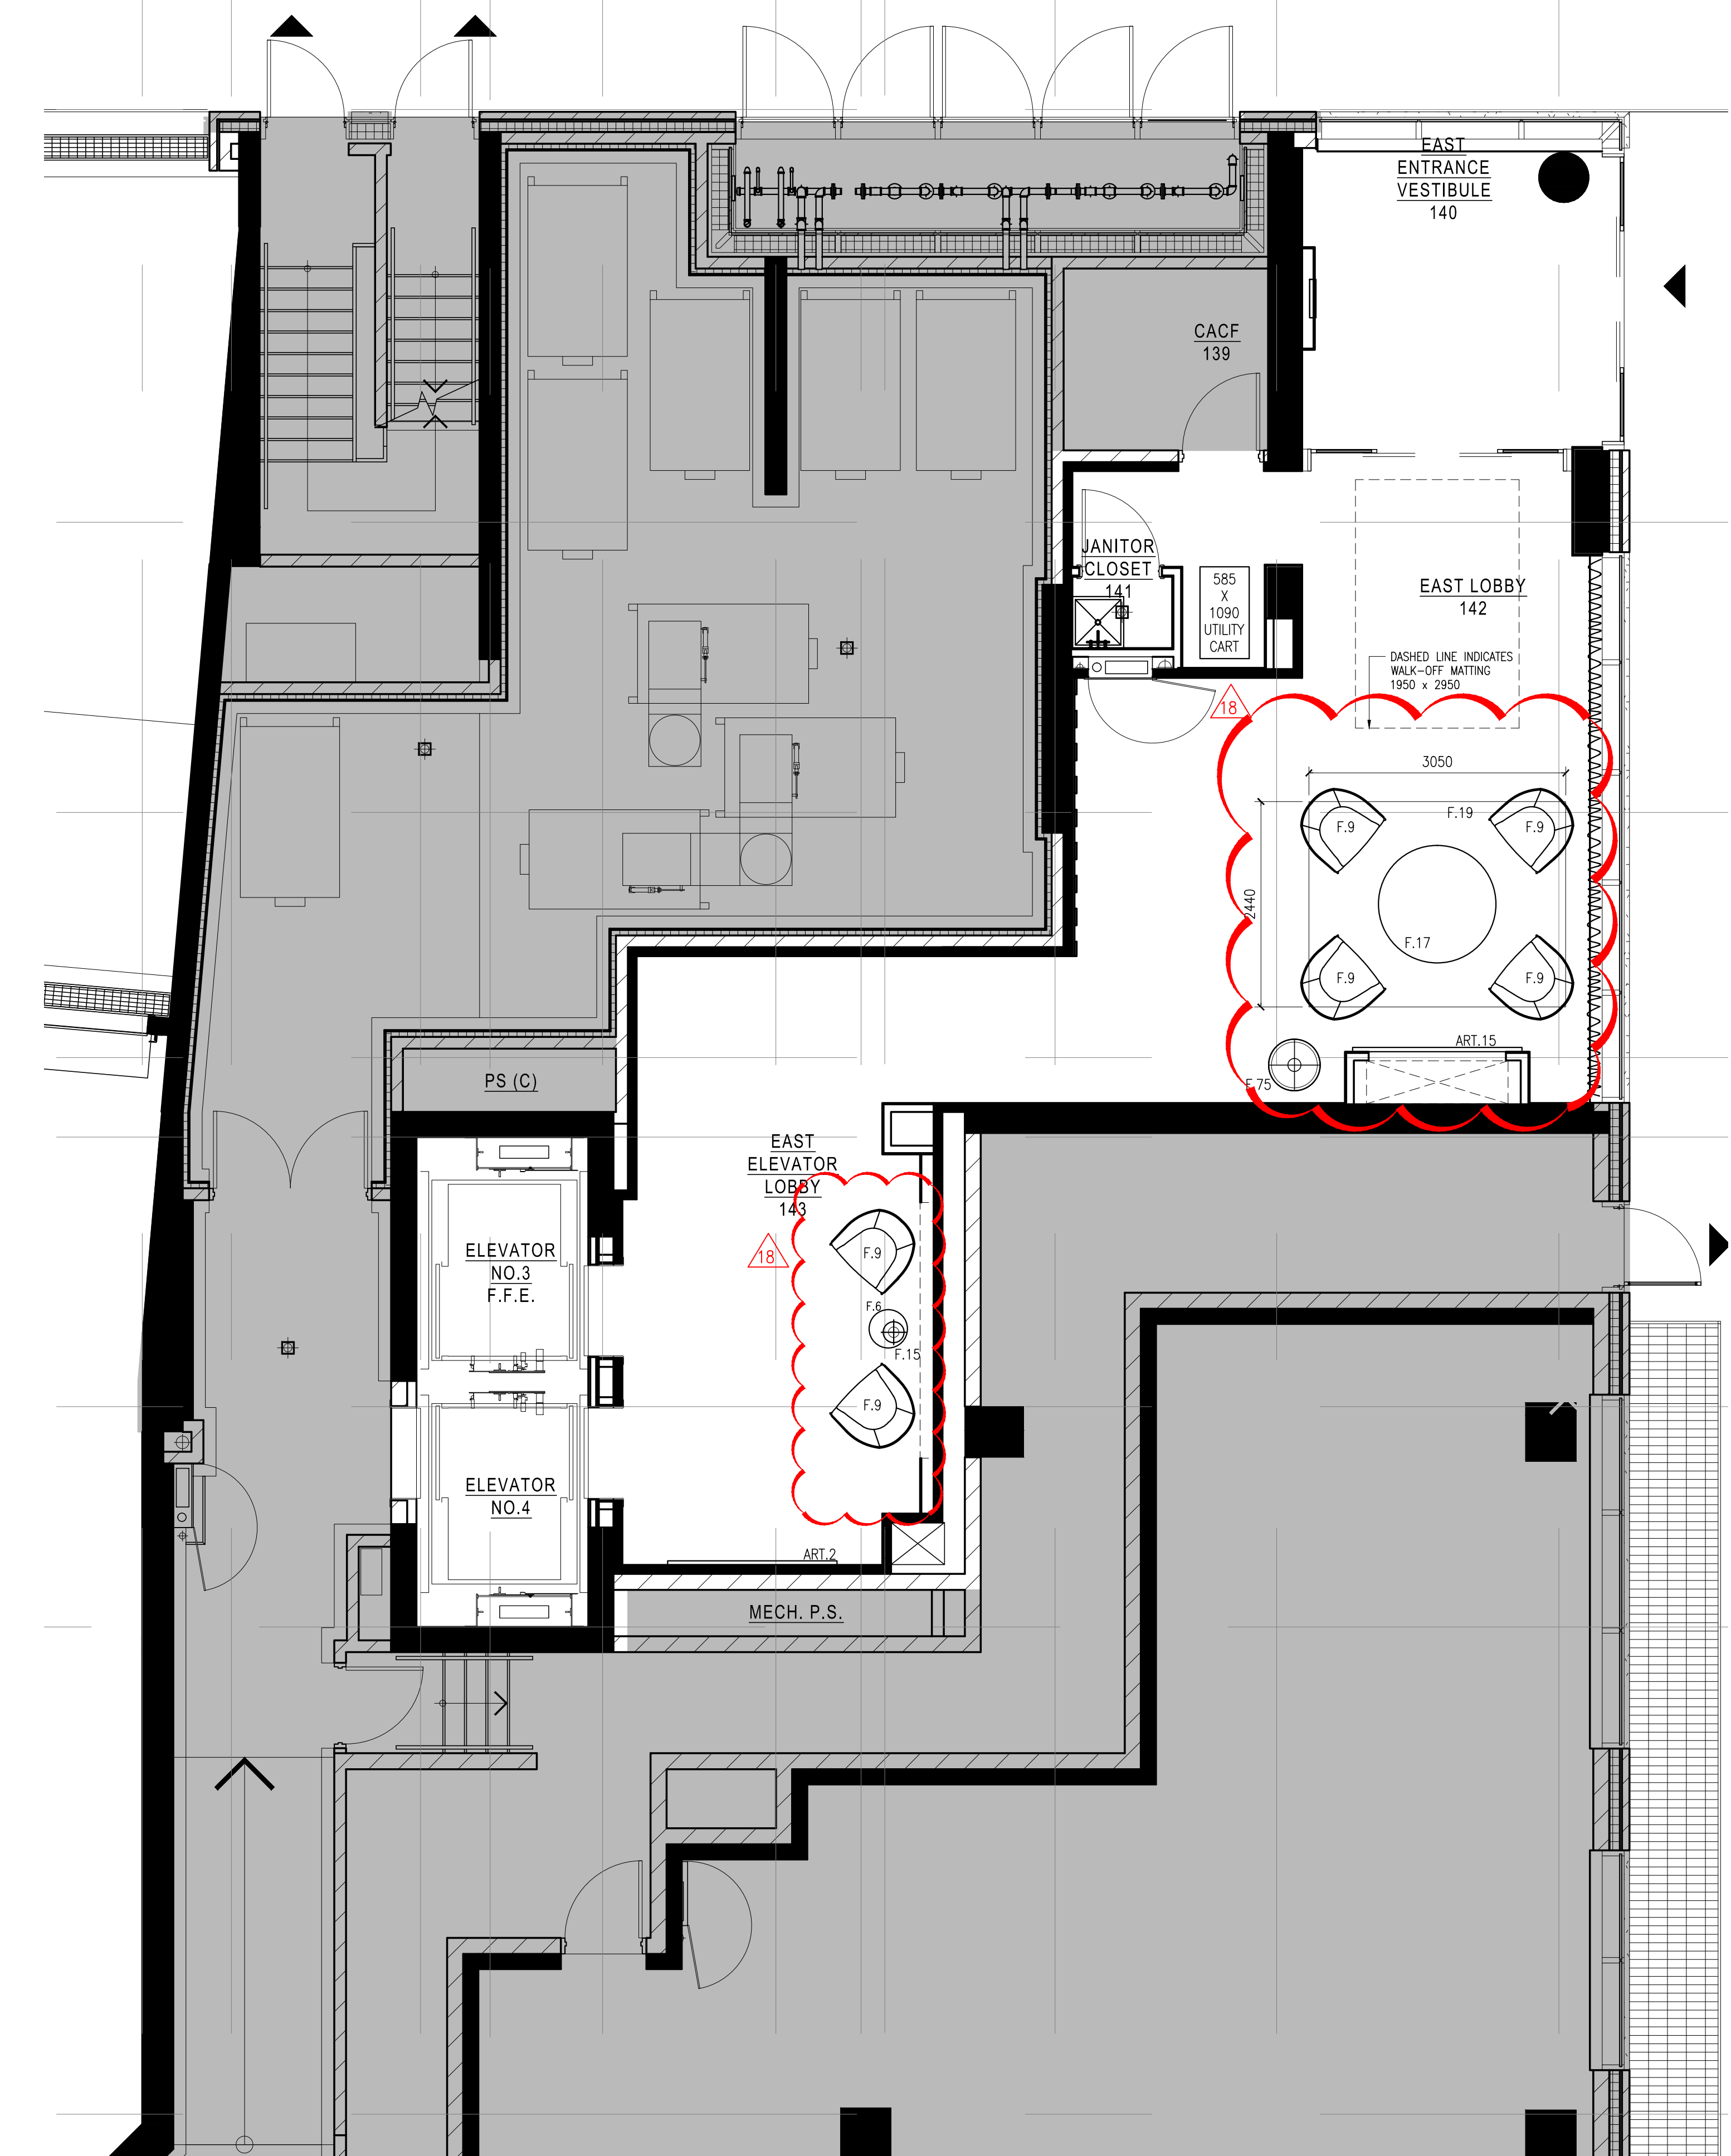 EAST
ENTRANCE
VESTIBULE
140
CACF
139
JANITOR
CLOSET
141
585
X
1090
UTILITY
CART
EAST LOBBY
142
DASHED LINE INDICATES
WALK-OFF MATTING
1950 x 2950
18
3050
2440
F.9
F.19
F.9
F.17
F.9
F.9
ART.15
F.75
PS (C)
EAST
ELEVATOR
LOBBY
143
18
F.9
F.6
F.15
F.9
ELEVATOR
NO.3
F.F.E.
ELEVATOR
NO.4
ART.2
MECH. P.S.